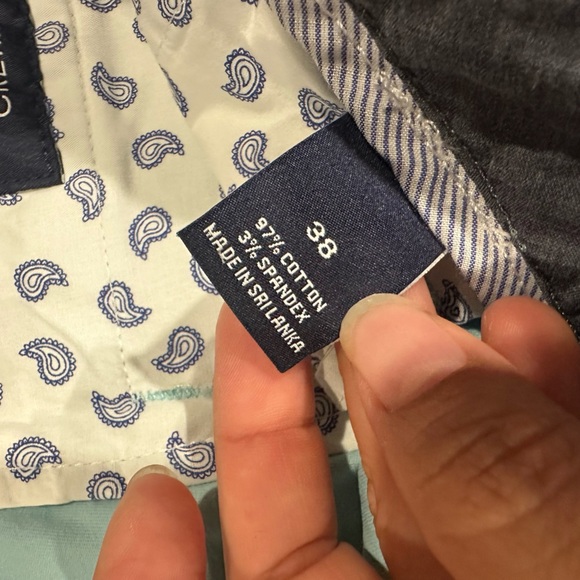 38
97% COTTON
3% SPANDEX
MADE IN SRI LANKA